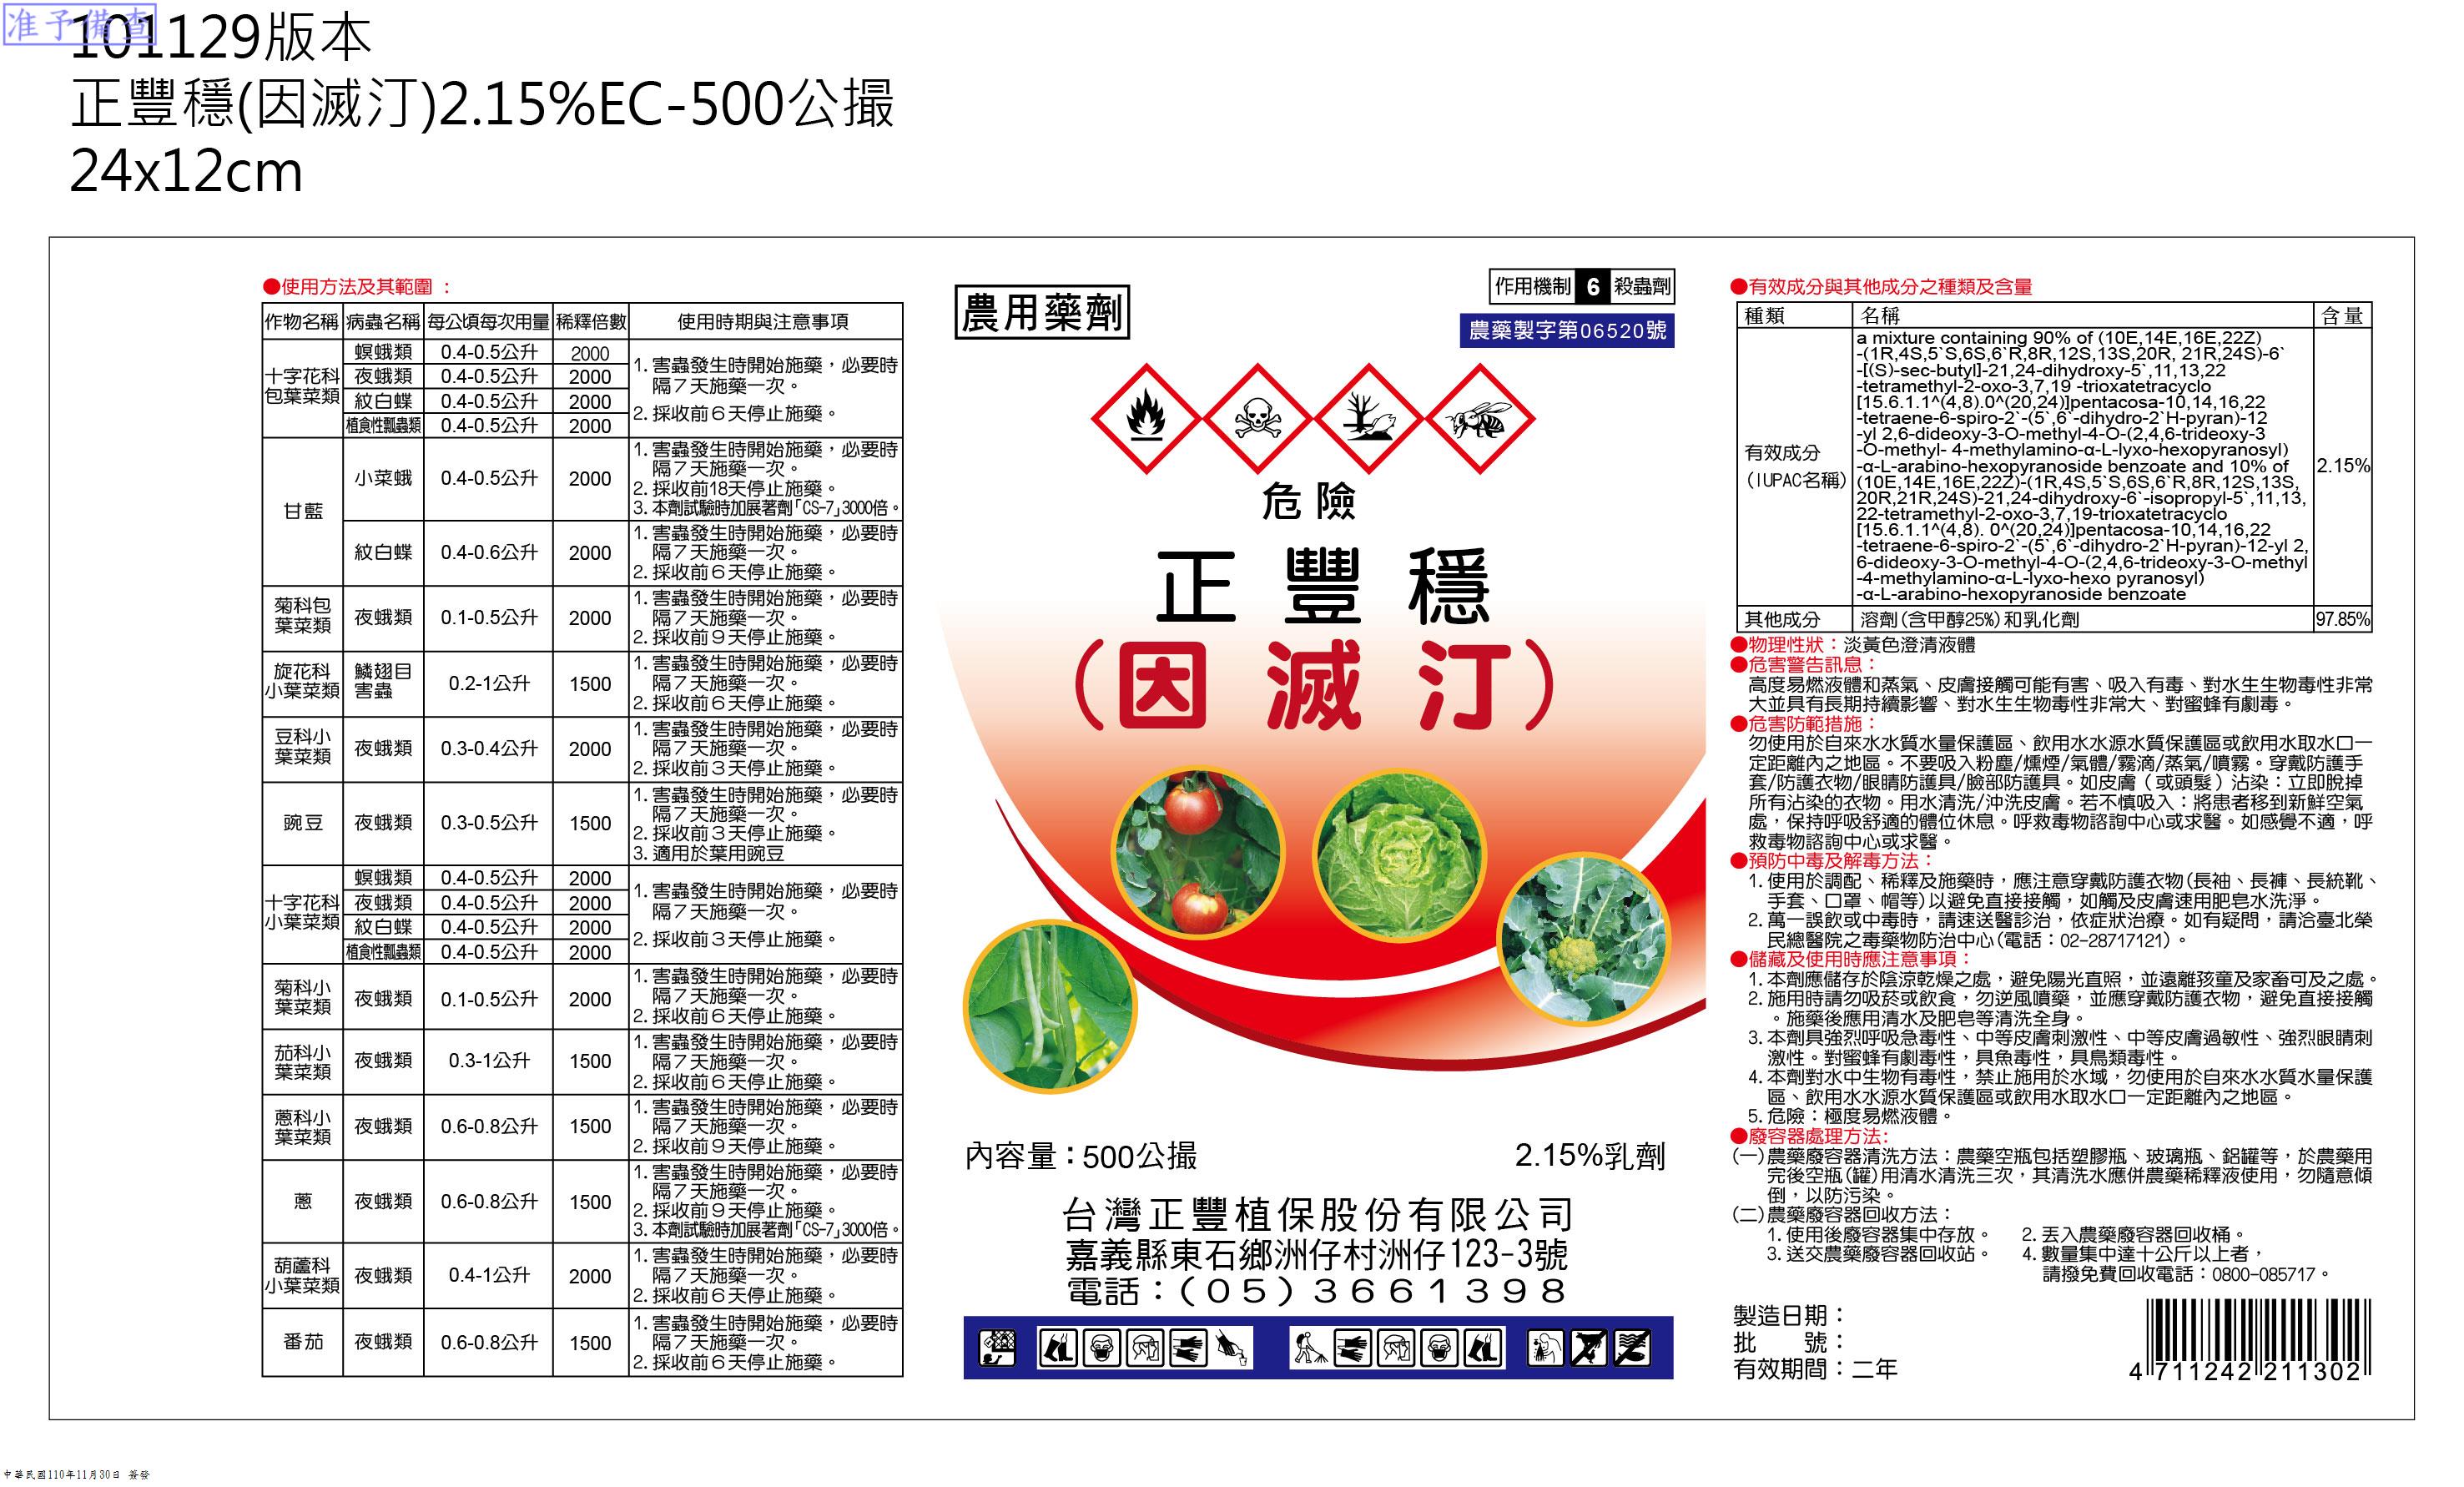 准予備查
101129版本
正豐穩(因滅汀)2.15%EC-500公撮
24x12cm
●使用方法及其範圍：
作物名稱 病蟲名稱 每公頃每次用量 稀釋倍數 使用時期與注意事項
十字花科包葉菜類
螟蛾類 0.4-0.5公升 2000
夜蛾類 0.4-0.5公升 2000
紋白蝶 0.4-0.5公升 2000
植食性瓢蟲類 0.4-0.5公升 2000
1. 害蟲發生時開始施藥，必要時
隔7天施藥一次。
2. 採收前6天停止施藥。
甘藍
小菜蛾 0.4-0.5公升 2000
1. 害蟲發生時開始施藥，必要時
隔7天施藥一次。
2. 採收前18天停止施藥。
3. 本劑試驗時加展著劑「CS-7」3000倍。
紋白蝶 0.4-0.6公升 2000
1. 害蟲發生時開始施藥，必要時
隔7天施藥一次。
2. 採收前6天停止施藥。
菊科包葉菜類 夜蛾類 0.1-0.5公升 2000
1. 害蟲發生時開始施藥，必要時
隔7天施藥一次。
2. 採收前9天停止施藥。
旋花科小葉菜類 鱗翅目害蟲 0.2-1公升 1500
1. 害蟲發生時開始施藥，必要時
隔7天施藥一次。
2. 採收前6天停止施藥。
豆科小葉菜類 夜蛾類 0.3-0.4公升 2000
1. 害蟲發生時開始施藥，必要時
隔7天施藥一次。
2. 採收前3天停止施藥。
豌豆 夜蛾類 0.3-0.5公升 1500
1. 害蟲發生時開始施藥，必要時
隔7天施藥一次。
2. 採收前3天停止施藥。
3. 適用於葉用豌豆
十字花科小葉菜類
螟蛾類 0.4-0.5公升 2000
夜蛾類 0.4-0.5公升 2000
紋白蝶 0.4-0.5公升 2000
植食性瓢蟲類 0.4-0.5公升 2000
1. 害蟲發生時開始施藥，必要時
隔7天施藥一次。
2. 採收前3天停止施藥。
菊科小葉菜類 夜蛾類 0.1-0.5公升 2000
1. 害蟲發生時開始施藥，必要時
隔7天施藥一次。
2. 採收前6天停止施藥。
茄科小葉菜類 夜蛾類 0.3-1公升 1500
1. 害蟲發生時開始施藥，必要時
隔7天施藥一次。
2. 採收前6天停止施藥。
蔥科小葉菜類 夜蛾類 0.6-0.8公升 1500
1. 害蟲發生時開始施藥，必要時
隔7天施藥一次。
2. 採收前9天停止施藥。
蔥 夜蛾類 0.6-0.8公升 1500
1. 害蟲發生時開始施藥，必要時
隔7天施藥一次。
2. 採收前9天停止施藥。
3. 本劑試驗時加展著劑「CS-7」3000倍。
葫蘆科小葉菜類 夜蛾類 0.4-1公升 2000
1. 害蟲發生時開始施藥，必要時
隔7天施藥一次。
2. 採收前6天停止施藥。
番茄 夜蛾類 0.6-0.8公升 1500
1. 害蟲發生時開始施藥，必要時
隔7天施藥一次
2. 採收前6天停止施藥。
農用藥劑
作用機制 6 殺蟲劑
農藥製字第06520號
危險
正豐穩
(因滅汀)
內容量：500公撮
2.15%乳劑
台灣正豐植保股份有限公司
嘉義縣東石鄉洲仔村洲仔123-3號
電話：(05)3661398
●有效成分與其他成分之種類及含量
種類 名稱 含量
有效成分
(IUPAC名稱)
a mixture containing 90% of (10E,14E,16E,22Z)
-(1R,4S,5`S,6S,6`R,8R,12S,13S,20R, 21R,24S)-6`
-[(S)-sec-butyl]-21,24-dihydroxy-5`,11,13,22
-tetramethyl-2-oxo-3,7,19 -trioxatetracyclo
[15.6.1.1^(4,8).0^(20,24)]pentacosa-10,14,16,22
-tetraene-6-spiro-2`-(5`,6`-dihydro-2`H-pyran)-12
-yl 2,6-dideoxy-3-O-methyl-4-O-(2,4,6-trideoxy-3
-O-methyl- 4-methylamino-α-L-lyxo-hexopyranosyl)
-α-L-arabino-hexopyranoside benzoate and 10% of
(10E,14E,16E,22Z)-(1R,4S,5`S,6S,6`R,8R,12S,13S,
20R,21R,24S)-21,24-dihydroxy-6`-isopropyl-5`,11,13,
22-tetramethyl-2-oxo-3,7,19-trioxatetracyclo
[15.6.1.1^(4,8). 0^(20,24)]pentacosa-10,14,16,22
-tetraene-6-spiro-2`-(5`,6`-dihydro-2`H-pyran)-12-yl 2,
6-dideoxy-3-O-methyl-4-O-(2,4,6-trideoxy-3-O-methyl
-4-methylamino-α-L-lyxo-hexo pyranosyl)
-α-L-arabino-hexopyranoside benzoate
2.15%
其他成分 溶劑(含甲醇25%)和乳化劑 97.85%
●物理性狀：淡黃色澄清液體
●危害警告訊息：
高度易燃液體和蒸氣、皮膚接觸可能有害、吸入有毒、對水生生物毒性非常
大並具有長期持續影響、對水生生物毒性非常大、對蜜蜂有劇毒。
●危害防範措施：
勿使用於自來水水質水量保護區、飲用水水源水質保護區或飲用水取水口一
定距離內之地區。不要吸入粉塵/燻煙/氣體/霧滴/蒸氣/噴霧。穿戴防護手
套/防護衣物/眼睛防護具/臉部防護具。如皮膚（或頭髮）沾染：立即脫掉
所有沾染的衣物。用水清洗/沖洗皮膚。若不慎吸入：將患者移到新鮮空氣
處，保持呼吸舒適的體位休息。呼救毒物諮詢中心或求醫。如感覺不適，呼
救毒物諮詢中心或求醫。
●預防中毒及解毒方法：
1. 使用於調配、稀釋及施藥時，應注意穿戴防護衣物(長袖、長褲、長統靴、
手套、口罩、帽等)以避免直接接觸，如觸及皮膚速用肥皂水洗淨。
2. 萬一誤飲或中毒時，請速送醫診治，依症狀治療。如有疑問，請洽臺北榮
民總醫院之毒藥物防治中心(電話：02-28717121)。
●儲藏及使用時應注意事項：
1. 本劑應儲存於陰涼乾燥之處，避免陽光直照，並遠離孩童及家畜可及之處。
2. 施用時請勿吸菸或飲食，勿逆風噴藥，並應穿戴防護衣物，避免直接接觸
。施藥後應用清水及肥皂等清洗全身。
3. 本劑具強烈呼吸急毒性、中等皮膚刺激性、中等皮膚過敏性、強烈眼睛刺
激性。對蜜蜂有劇毒性，具魚毒性，具鳥類毒性。
4. 本劑對水中生物有毒性，禁止施用於水域，勿使用於自來水水質水量保護
區、飲用水水源水質保護區或飲用水取水口一定距離內之地區。
5. 危險：極度易燃液體。
●廢容器處理方法:
(一)農藥廢容器清洗方法：農藥空瓶包括塑膠瓶、玻璃瓶、鋁罐等，於農藥用
完後空瓶(罐)用清水清洗三次，其清洗水應併農藥稀釋液使用，勿隨意傾
倒，以防污染。
(二)農藥廢容器回收方法：
1. 使用後廢容器集中存放。 2. 丟入農藥廢容器回收桶。
3. 送交農藥廢容器回收站。 4. 數量集中達十公斤以上者，
請撥免費回收電話：0800-085717。
製造日期：
批　　號：
有效期間：二年
4 711242 211302
中華民國110年11月30日 簽發